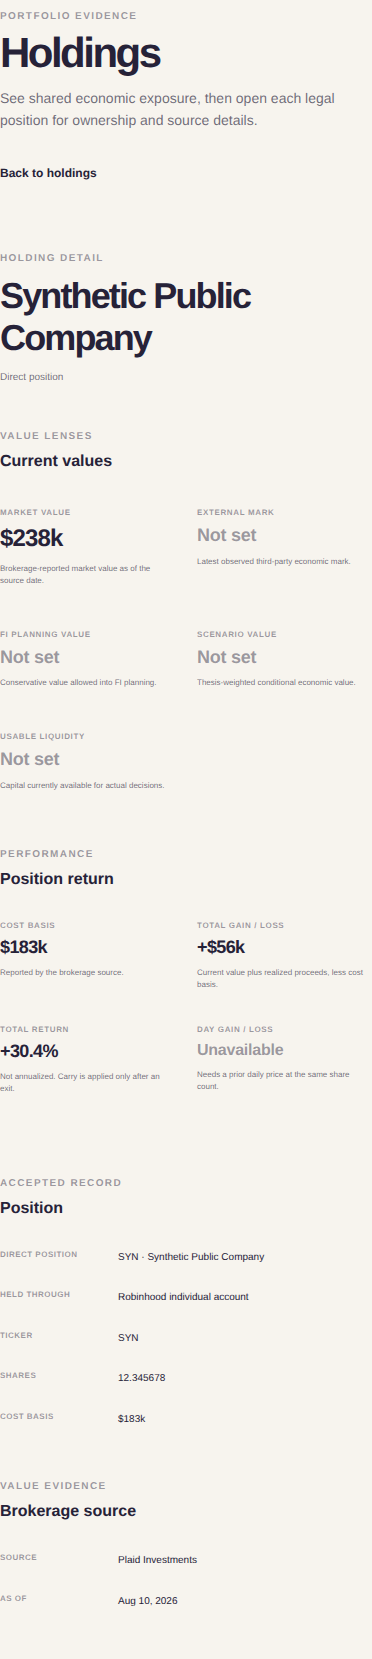 PORTFOLIO EVIDENCE
Holdings
See shared economic exposure, then open each legal
position for ownership and source details.
Back to holdings
HOLDING DETAIL
Synthetic Public
Company
Direct position
VALUE LENSES
Current values
MARKET VALUE
$238k
Brokerage-reported market value as of the
source date.
EXTERNAL MARK
Not set
Latest observed third-party economic mark.
FI PLANNING VALUE
Not set
Conservative value allowed into FI planning.
SCENARIO VALUE
Not set
Thesis-weighted conditional economic value.
USABLE LIQUIDITY
Not set
Capital currently available for actual decisions.
PERFORMANCE
Position return
COST BASIS
$183k
Reported by the brokerage source.
TOTAL GAIN / LOSS
+$56k
Current value plus realized proceeds, less cost
basis.
TOTAL RETURN
+30.4%
Not annualized. Carry is applied only after an
exit.
DAY GAIN / LOSS
Unavailable
Needs a prior daily price at the same share
count.
ACCEPTED RECORD
Position
DIRECT POSITION
SYN · Synthetic Public Company
HELD THROUGH
Robinhood individual account
TICKER
SYN
SHARES
12.345678
COST BASIS
$183k
VALUE EVIDENCE
Brokerage source
SOURCE
Plaid Investments
AS OF
Aug 10, 2026